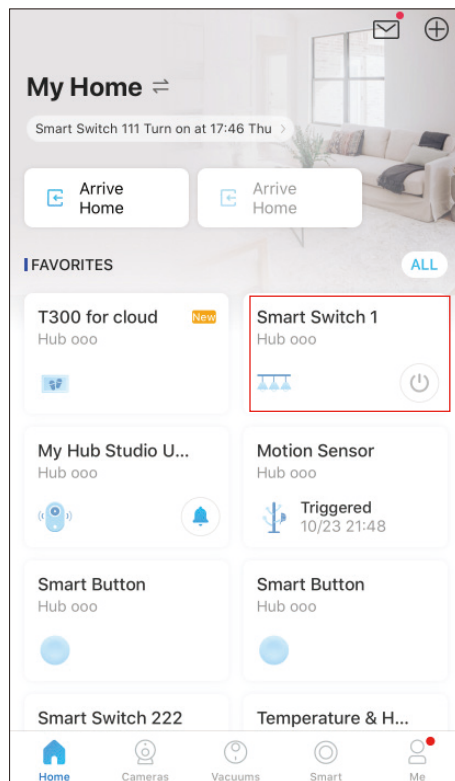 My Home
Smart Switch 111 Turn on at 17:46 Thu
Arrive
Home
Arrive
Home
FAVORITES
ALL
T300 for cloud
New
Hub ooo
Smart Switch 1
Hub ooo
My Hub Studio U...
Hub ooo
Motion Sensor
Hub ooo
Triggered
10/23 21:48
Smart Button
Hub ooo
Smart Button
Hub ooo
Smart Switch 222
Temperature & H...
Home
Cameras
Vacuums
Smart
Me